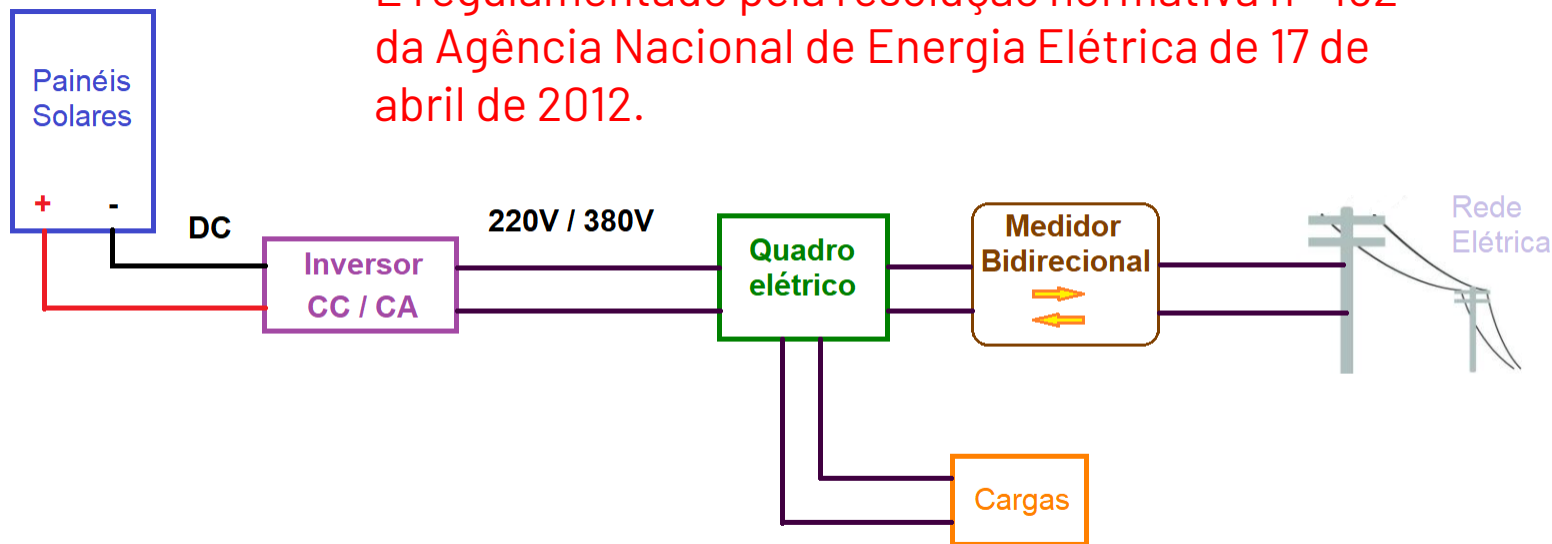 da Agência Nacional de Energia Elétrica de 17 de
abril de 2012.
Painéis
Solares
+ -
DC
220V / 380V
Inversor
CC / CA
Quadro
elétrico
Medidor
Bidirecional
Rede
Elétrica
Cargas